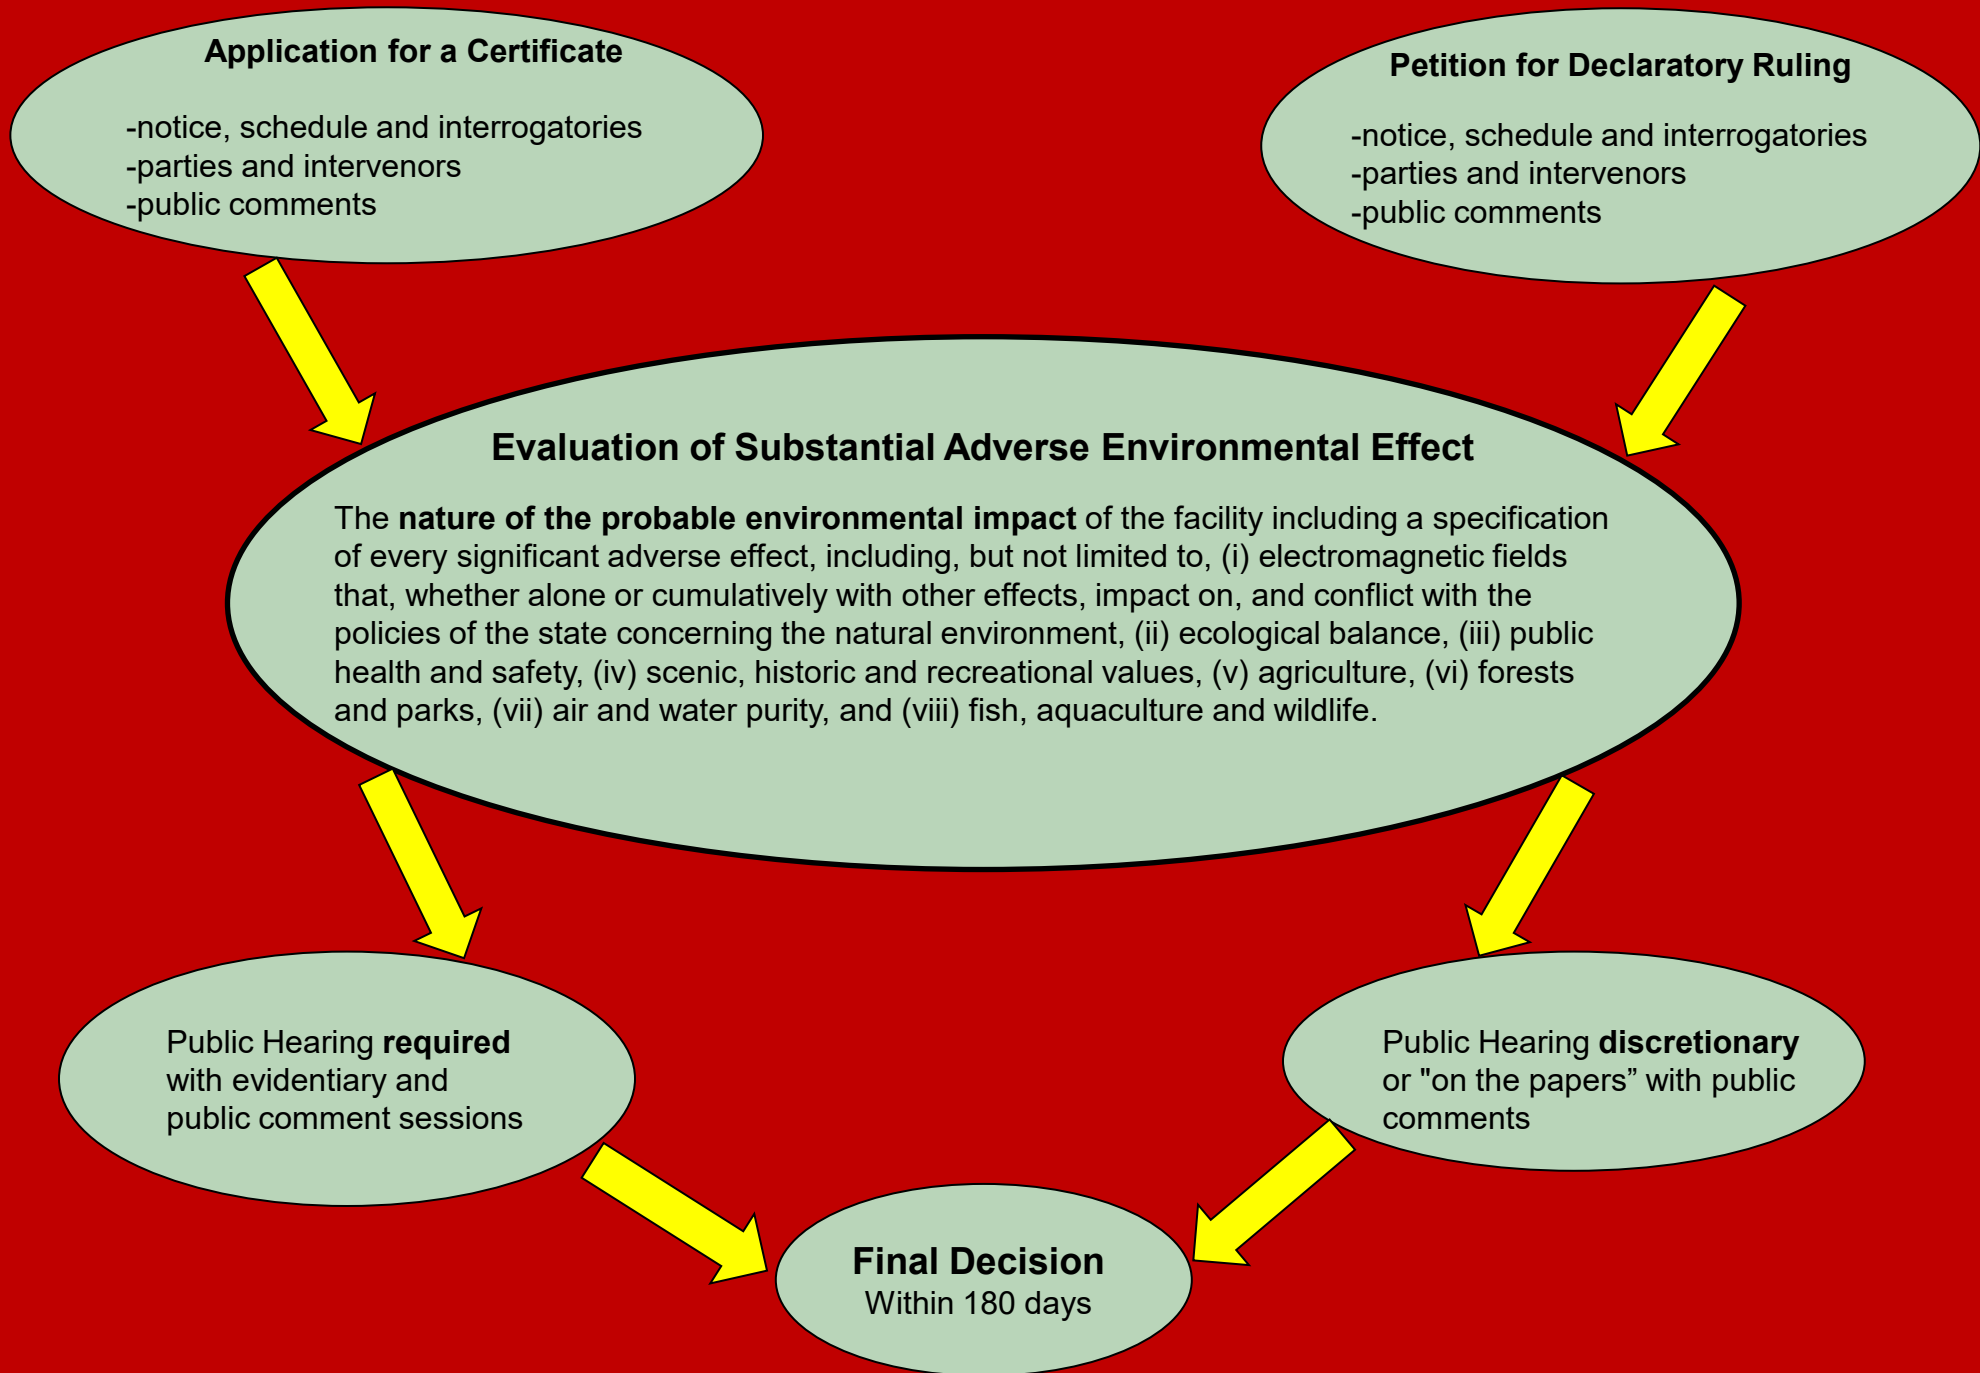 Application for a Certificate
-notice, schedule and interrogatories
-parties and intervenors
-public comments
Petition for Declaratory Ruling
-notice, schedule and interrogatories
-parties and intervenors
-public comments
Evaluation of Substantial Adverse Environmental Effect
The nature of the probable environmental impact of the facility including a specification
of every significant adverse effect, including, but not limited to, (i) electromagnetic fields
that, whether alone or cumulatively with other effects, impact on, and conflict with the
policies of the state concerning the natural environment, (ii) ecological balance, (iii) public
health and safety, (iv) scenic, historic and recreational values, (v) agriculture, (vi) forests
and parks, (vii) air and water purity, and (viii) fish, aquaculture and wildlife.
Public Hearing required
with evidentiary and
public comment sessions
Public Hearing discretionary
or "on the papers” with public
comments
Final Decision
Within 180 days